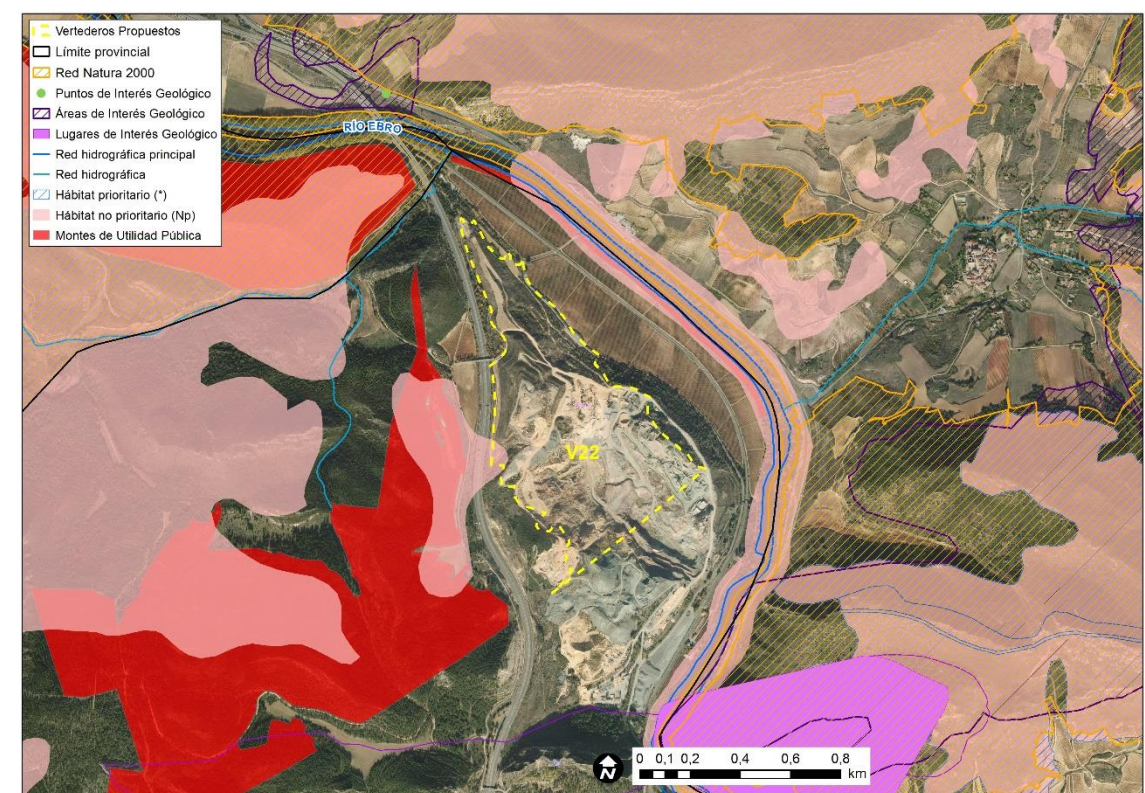 Vertederos Propuestos
Límite provincial
Red Natura 2000
Puntos de Interés Geológico
Áreas de Interés Geológico
Lugares de Interés Geológico
Red hidrográfica principal
Red hidrográfica
Hábitat prioritario (*)
Hábitat no prioritario (Np)
Montes de Utilidad Pública
RÍO EBRO
V22
N
0 0,1 0,2 0,4 0,6 0,8
km